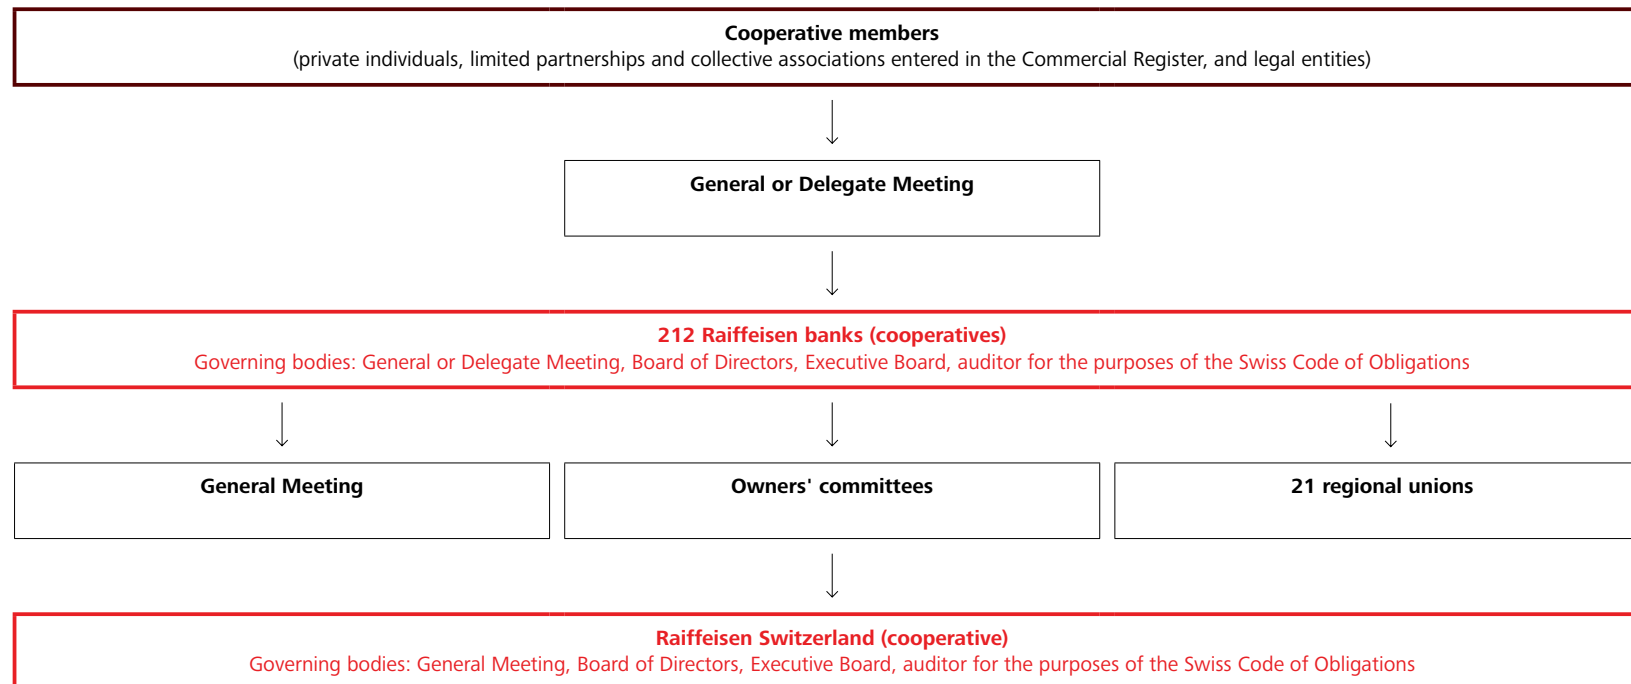 Cooperative members
(private individuals, limited partnerships and collective associations entered in the Commercial Register, and legal entities)
General or Delegate Meeting
212 Raiffeisen banks (cooperatives)
Governing bodies: General or Delegate Meeting, Board of Directors, Executive Board, auditor for the purposes of the Swiss Code of Obligations
General Meeting
Owners' committees
21 regional unions
Raiffeisen Switzerland (cooperative)
Governing bodies: General Meeting, Board of Directors, Executive Board, auditor for the purposes of the Swiss Code of Obligations